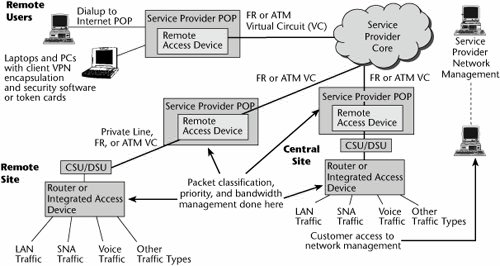 Remote
Users
Dialup to
Internet POP
Service Provider POP
Remote
Access Device
FR or ATM
Virtual Circuit (VC)
Service
Provider
Core
Service
Provider
Network
Management
Laptops and PCs
with client VPN
encapsulation
and security software
or token cards
FR or ATM VC
FR or ATM VC
Service Provider POP
Remote
Access Device
Service Provider POP
Remote
Access Device
Private Line,
FR, or ATM VC
Remote
Site
CSU/DSU
Router or
Integrated Access
Device
Packet classification,
priority, and bandwidth
management done here
Central
Site
CSU/DSU
Router or
Integrated Access
Device
LAN
Traffic
SNA
Traffic
Voice
Traffic
Other
Traffic Types
LAN
Traffic
SNA
Traffic
Voice
Traffic
Other
Traffic Types
Customer access to
network management